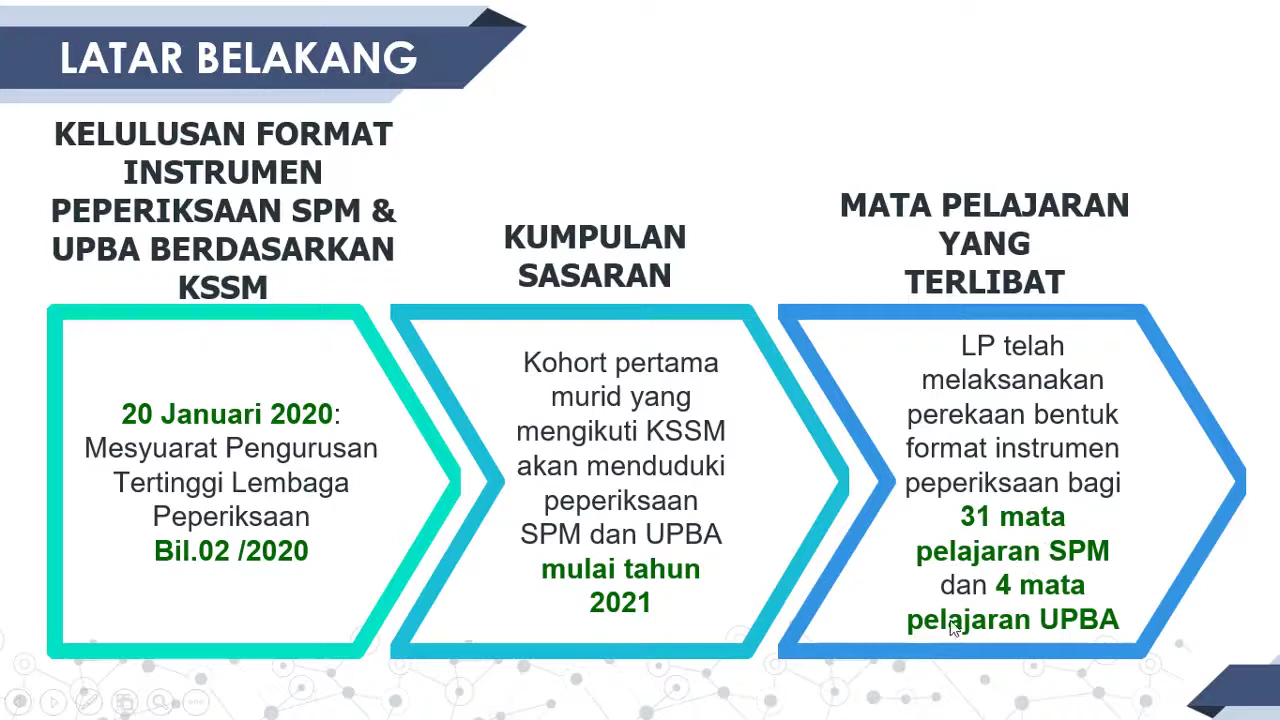 LATAR BELAKANG
KELULUSAN FORMAT
INSTRUMEN
PEPERIKSAAN SPM &
UPBA BERDASARKAN
KSSM
20 Januari 2020:
Mesyuarat Pengurusan
Tertinggi Lembaga
Peperiksaan
Bil.02 /2020
KUMPULAN
SASARAN
Kohort pertama
murid yang
mengikuti KSSM
akan menduduki
peperiksaan
SPM dan UPBA
mulai tahun
2021
MATA PELAJARAN
YANG
TERLIBAT
LP telah
melaksanakan
perekaan bentuk
format instrumen
peperiksaan bagi
31 mata
pelajaran SPM
dan 4 mata
pelajaran UPBA